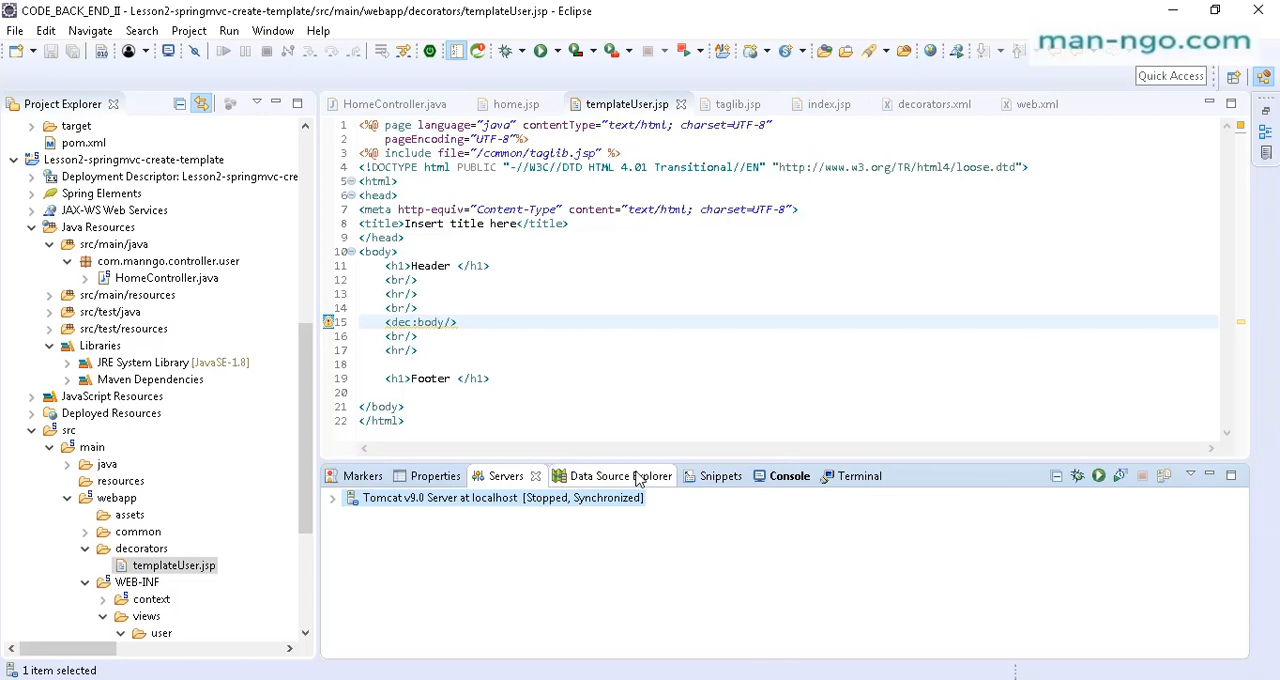 CODE_BACK_END_II - Lesson2-springmvc-create-template/src/main/webapp/decorators/templateUser.jsp - Eclipse
File Edit Navigate Search Project Run Window Help
man-ngo.com
Quick Access
Project Explorer
target
pom.xml
Lesson2-springmvc-create-template
Deployment Descriptor: Lesson2-springmvc-cre
Spring Elements
JAX-WS Web Services
Java Resources
src/main/java
com.manngo.controller.user
HomeController.java
src/main/resources
src/test/java
src/test/resources
Libraries
JRE System Library [JavaSE-1.8]
Maven Dependencies
JavaScript Resources
Deployed Resources
src
main
java
resources
webapp
assets
common
decorators
templateUser.jsp
WEB-INF
context
views
user
HomeController.java home.jsp templateUser.jsp taglib.jsp index.jsp decorators.xml web.xml
1 <%@ page language="java" contentType="text/html; charset=UTF-8"
2 pageEncoding="UTF-8"%>
3 <%@ include file="/common/taglib.jsp" %>
4 <!DOCTYPE html PUBLIC "-//W3C//DTD HTML 4.01 Transitional//EN" "http://www.w3.org/TR/html4/loose.dtd">
5 <html>
6 <head>
7 <meta http-equiv="Content-Type" content="text/html; charset=UTF-8">
8 <title>Insert title here</title>
9 </head>
10 <body>
11 <h1>Header </h1>
12 <br/>
13 <hr/>
14 <br/>
15 <dec:body/>
16 <br/>
17 <hr/>
18
19 <h1>Footer </h1>
20
21 </body>
22 </html>
Markers Properties Servers Data Source Explorer Snippets Console Terminal
Tomcat v9.0 Server at localhost [Stopped, Synchronized]
1 item selected